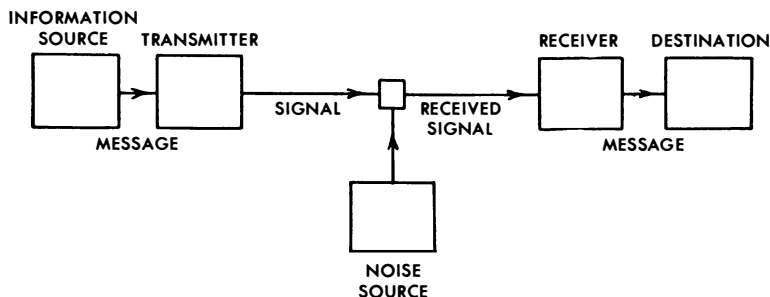 INFORMATION
SOURCE
TRANSMITTER
RECEIVER
DESTINATION
SIGNAL
RECEIVED
SIGNAL
MESSAGE
MESSAGE
NOISE
SOURCE